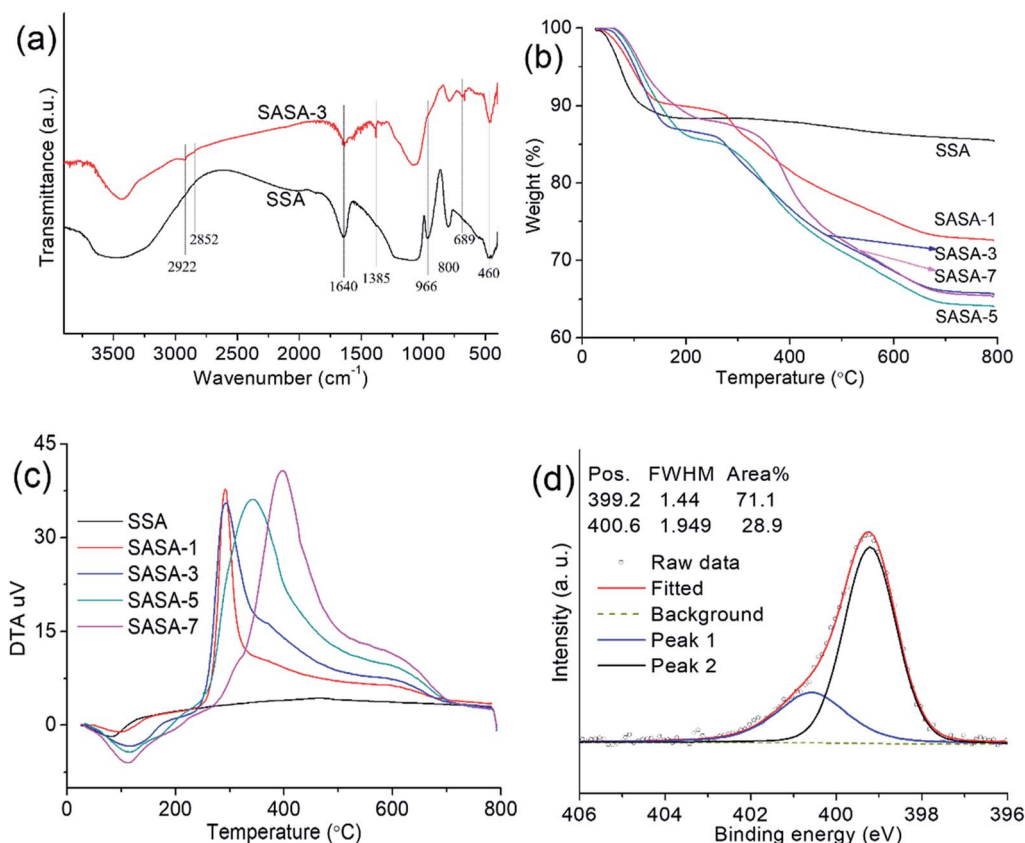 (a)
Transmittance (a.u.)
SASA-3
SSA
2922
2852
1640
1385
966
800
689
460
3500 3000 2500 2000 1500 1000 500
Wavenumber (cm⁻¹)
(b)
Weight (%)
100
90
80
70
60
SSA
SASA-1
SASA-3
SASA-7
SASA-5
0 200 400 600 800
Temperature (°C)
(c)
DTA uV
45
30
15
0
SSA
SASA-1
SASA-3
SASA-5
SASA-7
0 200 400 600 800
Temperature (°C)
(d)
Intensity (a. u.)
Pos. FWHM Area%
399.2 1.44 71.1
400.6 1.949 28.9
Raw data
Fitted
Background
Peak 1
Peak 2
406 404 402 400 398 396
Binding energy (eV)